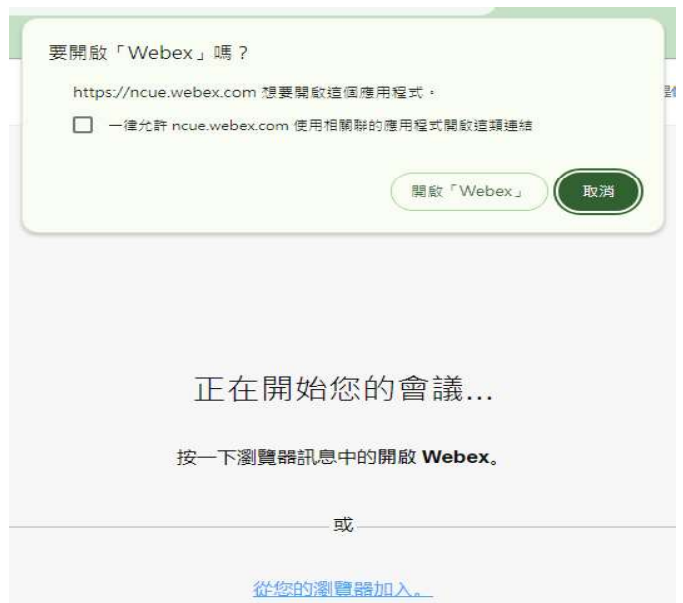 要開啟「Webex」嗎？
https://ncue.webex.com 想要開啟這個應用程式。
一律允許 ncue.webex.com 使用相關聯的應用程式開啟這類連結
開啟「Webex」
取消
正在開始您的會議...
按一下瀏覽器訊息中的開啟 Webex。
或
從您的瀏覽器加入。